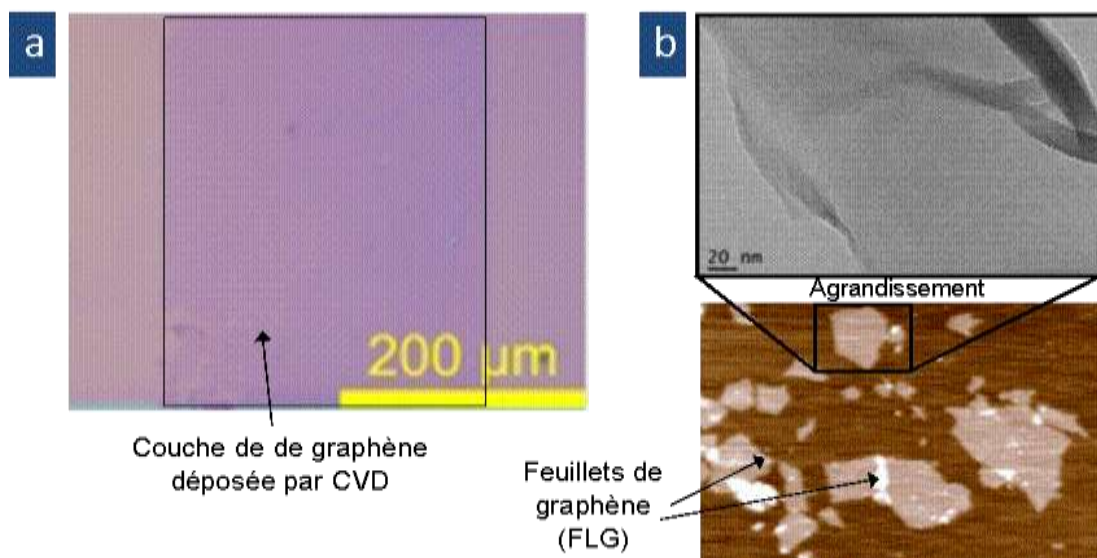 a
200 µm
Couche de de graphène
déposée par CVD
b
20 nm
Agrandissement
Feuillets de
graphène
(FLG)